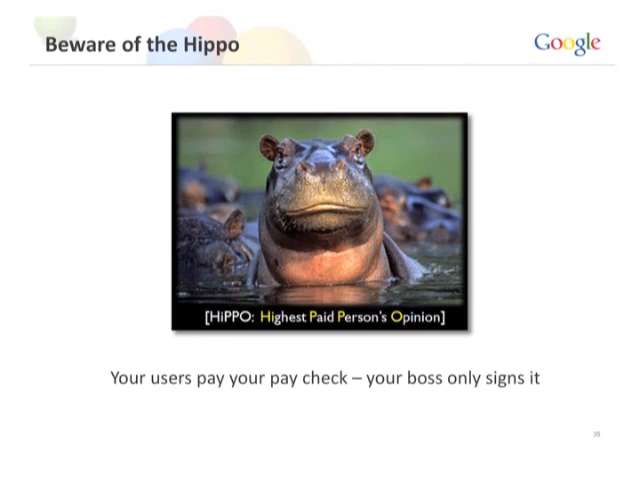 Beware of the Hippo
Google
[HiPPO: Highest Paid Person's Opinion]
Your users pay your pay check – your boss only signs it
35